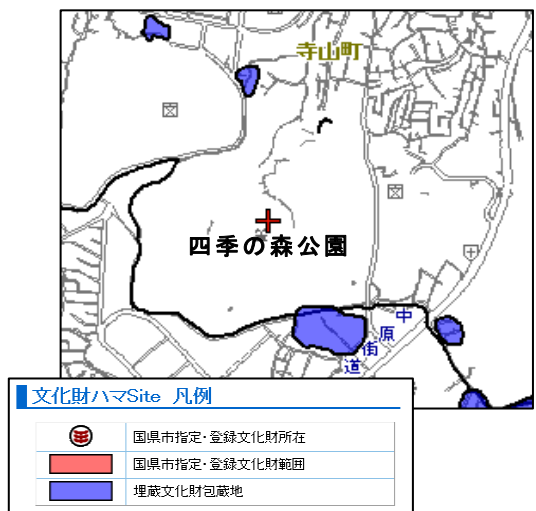 寺山町
四季の森公園
中原街道
文化財ハマSite 凡例
国県市指定・登録文化財所在
国県市指定・登録文化財範囲
埋蔵文化財包蔵地